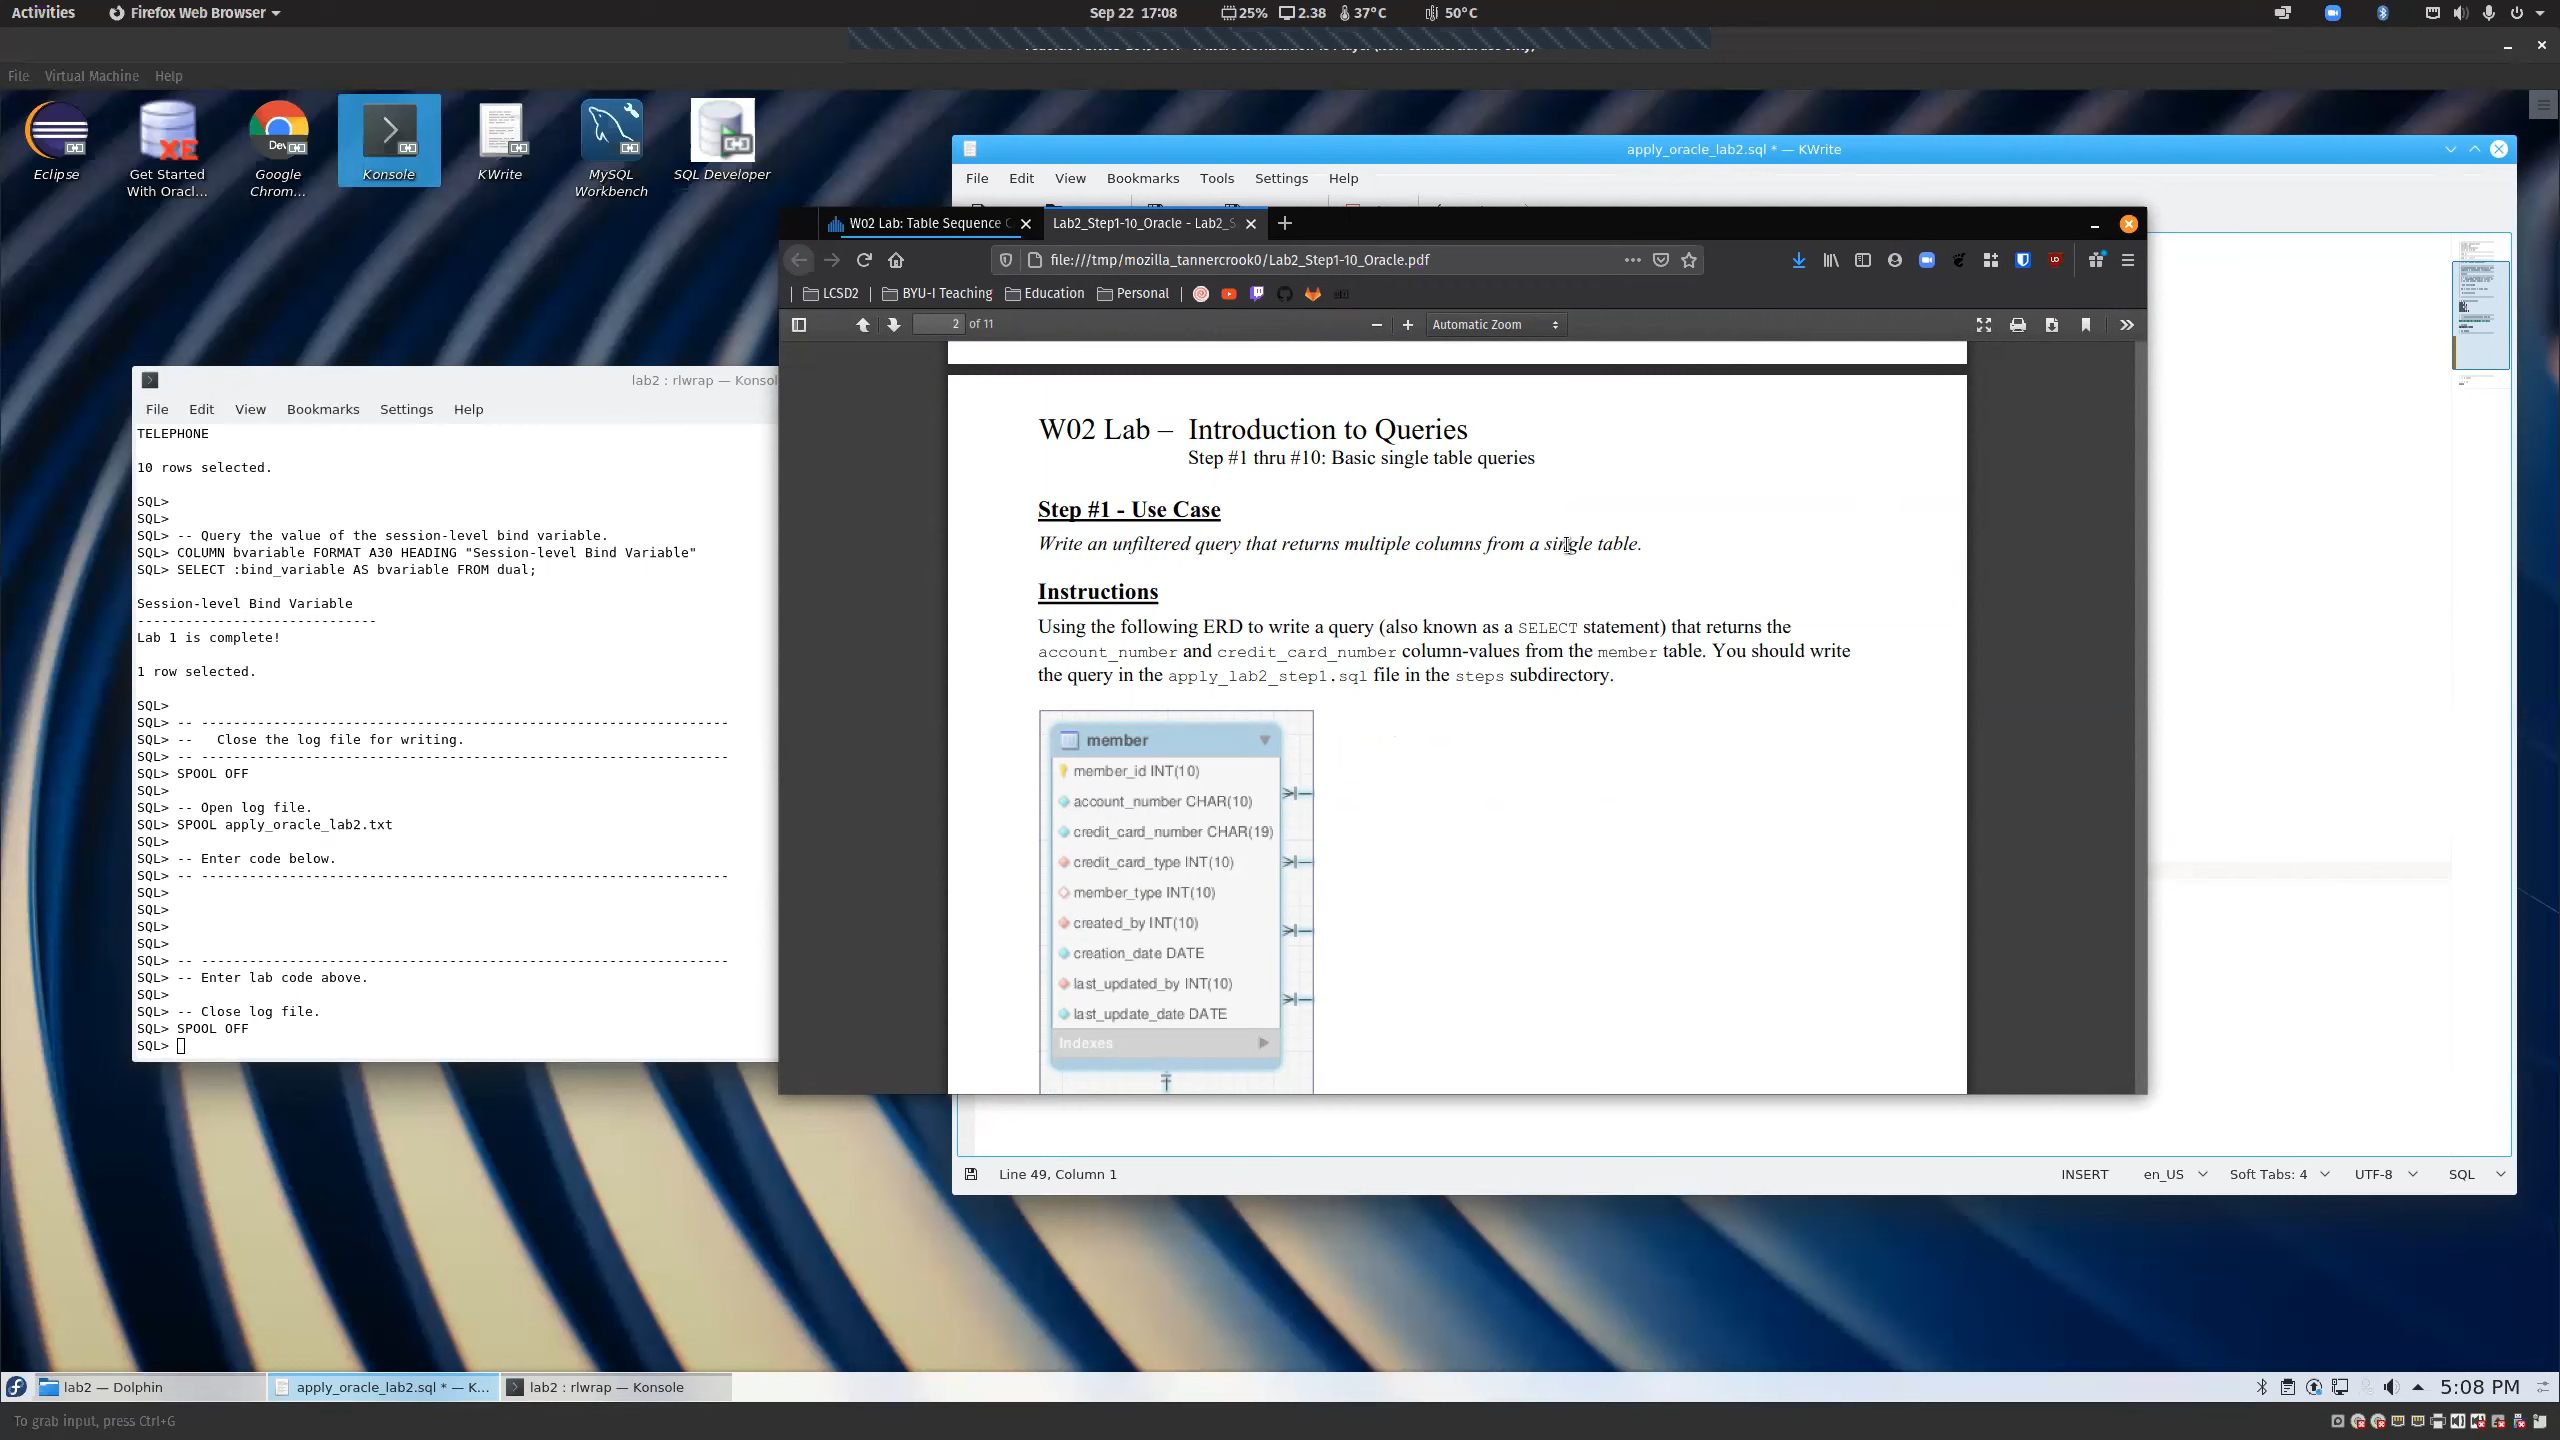 Activities
Firefox Web Browser
Sep 22 17:08
25%
2.38
37°C
50°C
File
Virtual Machine
Help
Eclipse
Get Started
With Oracl...
Google
Chrom...
Dev
Konsole
KWrite
MySQL
Workbench
SQL Developer
XE
lab2 : rlwrap — Konsol
File Edit View Bookmarks Settings Help
TELEPHONE
10 rows selected.
SQL>
SQL>
SQL> -- Query the value of the session-level bind variable.
SQL> COLUMN bvariable FORMAT A30 HEADING "Session-level Bind Variable"
SQL> SELECT :bind_variable AS bvariable FROM dual;
Session-level Bind Variable
------------------------------
Lab 1 is complete!
1 row selected.
SQL>
SQL> -- ------------------------------------------------------------------
SQL> --   Close the log file for writing.
SQL> -- ------------------------------------------------------------------
SQL> SPOOL OFF
SQL>
SQL> -- Open log file.
SQL> SPOOL apply_oracle_lab2.txt
SQL>
SQL> -- Enter code below.
SQL> -- ------------------------------------------------------------------
SQL>
SQL>
SQL>
SQL>
SQL> -- ------------------------------------------------------------------
SQL> -- Enter lab code above.
SQL>
SQL> -- Close log file.
SQL> SPOOL OFF
SQL>
apply_oracle_lab2.sql * — KWrite
File Edit View Bookmarks Tools Settings Help
W02 Lab: Table Sequence
Lab2_Step1-10_Oracle - Lab2_S
file:///tmp/mozilla_tannercrook0/Lab2_Step1-10_Oracle.pdf
LCSD2
BYU-I Teaching
Education
Personal
2 of 11
Automatic Zoom
W02 Lab – Introduction to Queries
Step #1 thru #10: Basic single table queries
Step #1 - Use Case
Write an unfiltered query that returns multiple columns from a single table.
Instructions
Using the following ERD to write a query (also known as a SELECT statement) that returns the
account_number and credit_card_number column-values from the member table. You should write
the query in the apply_lab2_step1.sql file in the steps subdirectory.
member
member_id INT(10)
account_number CHAR(10)
credit_card_number CHAR(19)
credit_card_type INT(10)
member_type INT(10)
created_by INT(10)
creation_date DATE
last_updated_by INT(10)
last_update_date DATE
Indexes
Line 49, Column 1
INSERT
en_US
Soft Tabs: 4
UTF-8
SQL
lab2 — Dolphin
apply_oracle_lab2.sql * — K...
lab2 : rlwrap — Konsole
5:08 PM
To grab input, press Ctrl+G